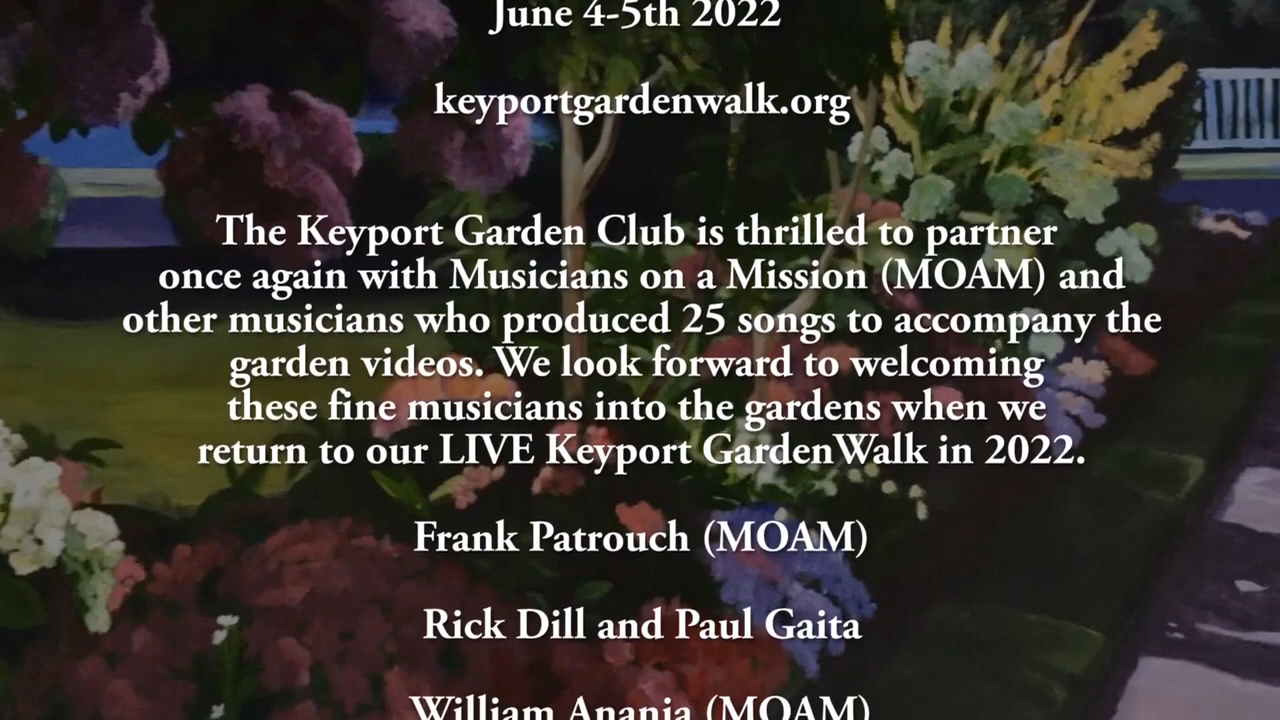 June 4-5th 2022
keyportgardenwalk.org
The Keyport Garden Club is thrilled to partner
once again with Musicians on a Mission (MOAM) and
other musicians who produced 25 songs to accompany the
garden videos. We look forward to welcoming
these fine musicians into the gardens when we
return to our LIVE Keyport GardenWalk in 2022.
Frank Patrouch (MOAM)
Rick Dill and Paul Gaita
William Anania (MOAM)